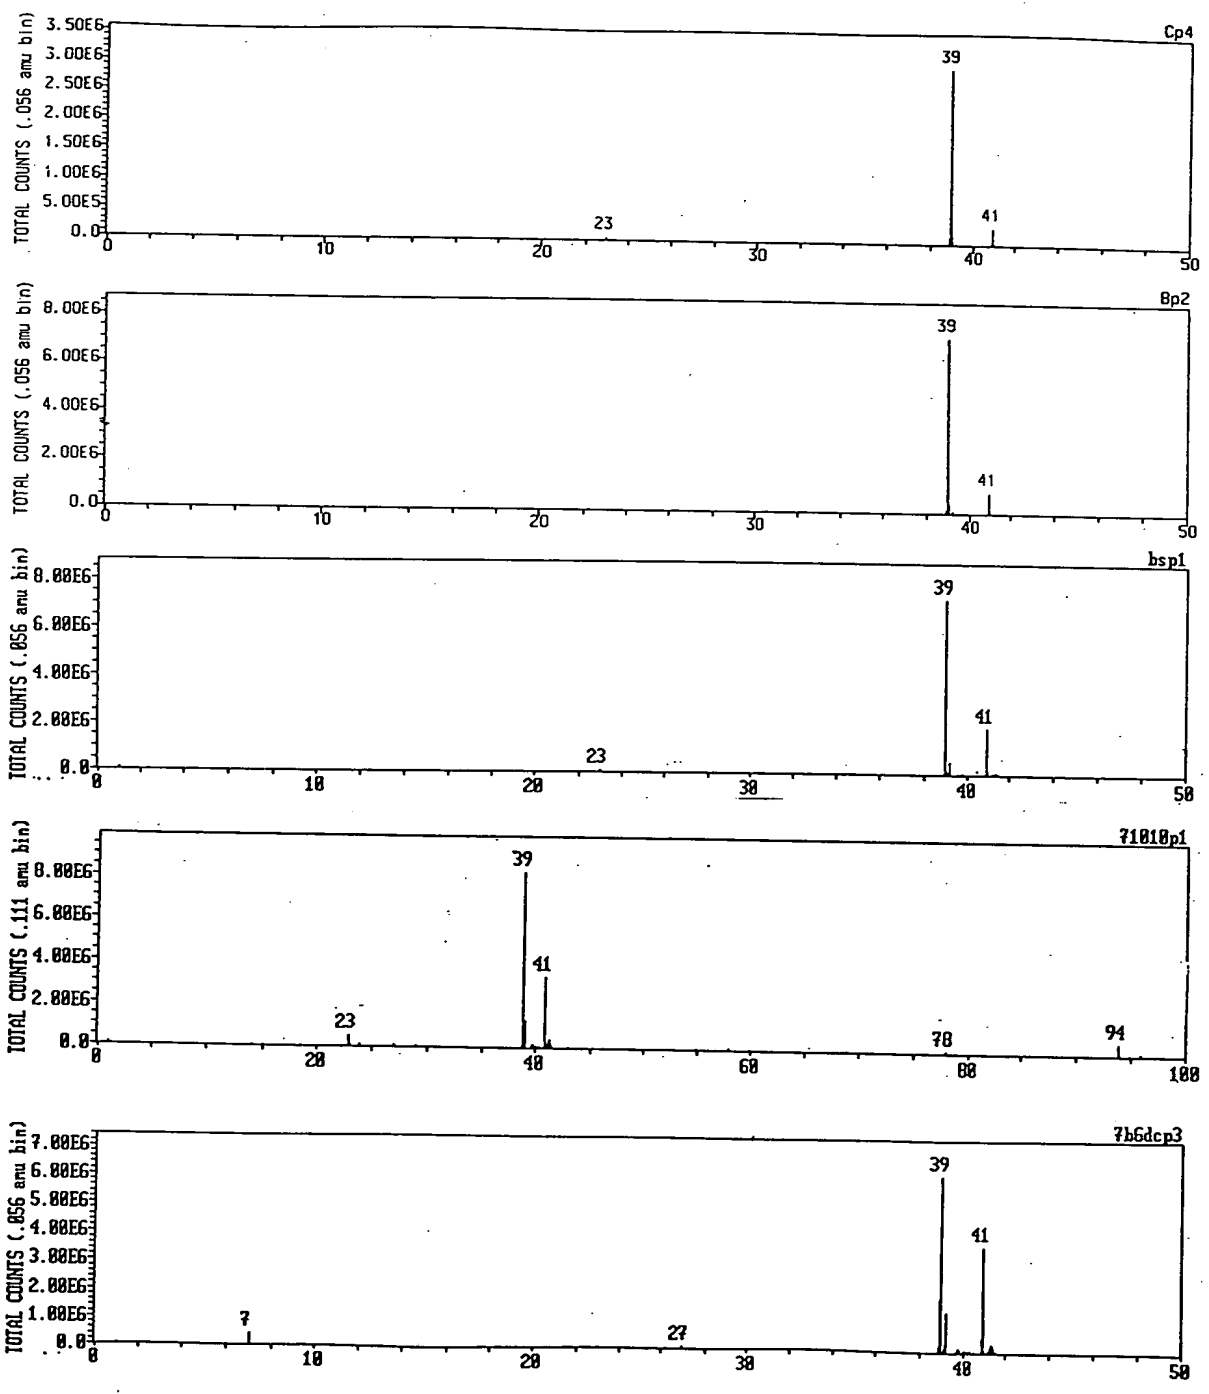 Cp4
TOTAL COUNTS (.056 amu bin)
3.50E6
3.00E6
2.50E6
2.00E6
1.50E6
1.00E6
5.00E5
0.0
39
41
23
0 10 20 30 40 50
Bp2
TOTAL COUNTS (.056 amu bin)
8.00E6
6.00E6
4.00E6
2.00E6
0.0
39
41
0 10 20 30 40 50
bsp1
TOTAL COUNTS (.056 amu bin)
8.00E6
6.00E6
4.00E6
2.00E6
0.0
39
41
23
0 10 20 30 40 50
71010p1
TOTAL COUNTS (.111 amu bin)
8.00E6
6.00E6
4.00E6
2.00E6
0.0
39
41
23
78
94
0 20 40 60 80 100
7b6dcp3
TOTAL COUNTS (.056 amu bin)
7.00E6
6.00E6
5.00E6
4.00E6
3.00E6
2.00E6
1.00E6
0.0
39
41
7
27
0 10 20 30 40 50